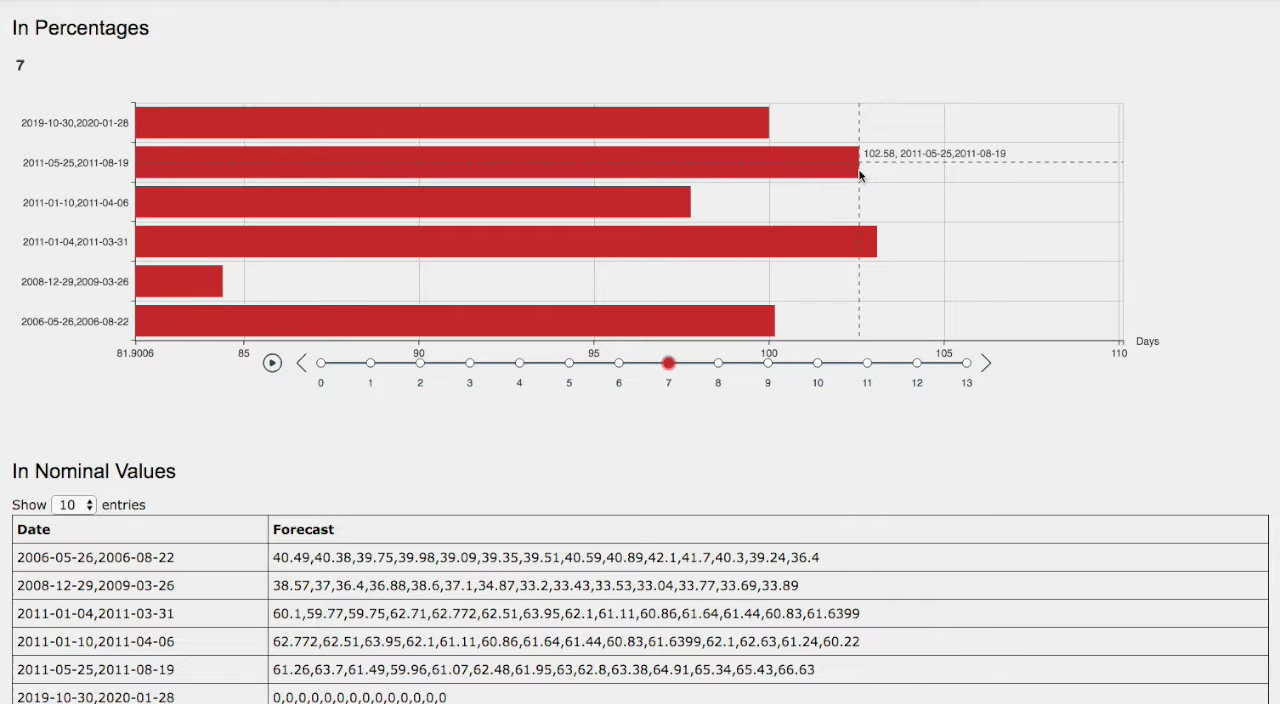 In Percentages
7
2019-10-30,2020-01-28
2011-05-25,2011-08-19
102.58, 2011-05-25,2011-08-19
2011-01-10,2011-04-06
2011-01-04,2011-03-31
2008-12-29,2009-03-26
2006-05-26,2006-08-22
Days
81.9006 85 90 95 100 105 110
0 1 2 3 4 5 6 7 8 9 10 11 12 13
In Nominal Values
Show 10 entries
Date Forecast
2006-05-26,2006-08-22 40.49,40.38,39.75,39.98,39.09,39.35,39.51,40.59,40.89,42.1,41.7,40.3,39.24,36.4
2008-12-29,2009-03-26 38.57,37,36.4,36.88,38.6,37.1,34.87,33.2,33.43,33.53,33.04,33.77,33.69,33.89
2011-01-04,2011-03-31 60.1,59.77,59.75,62.71,62.772,62.51,63.95,62.1,61.11,60.86,61.64,61.44,60.83,61.6399
2011-01-10,2011-04-06 62.772,62.51,63.95,62.1,61.11,60.86,61.64,61.44,60.83,61.6399,62.1,62.63,61.24,60.22
2011-05-25,2011-08-19 61.26,63.7,61.49,59.96,61.07,62.48,61.95,63,62.8,63.38,64.91,65.34,65.43,66.63
2019-10-30,2020-01-28 0,0,0,0,0,0,0,0,0,0,0,0,0,0